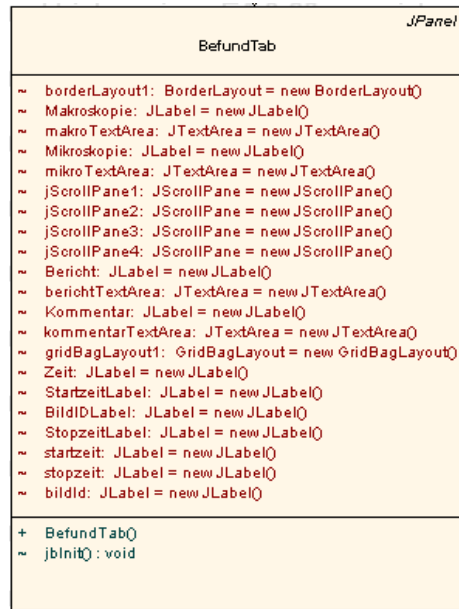 JPanel
BefundTab
~ borderLayout1: BorderLayout = new BorderLayout()
~ Makroskopie: JLabel = new JLabel()
~ makroTextArea: JTextArea = new JTextArea()
~ Mikroskopie: JLabel = new JLabel()
~ mikroTextArea: JTextArea = new JTextArea()
~ jScrollPane1: JScrollPane = new JScrollPane()
~ jScrollPane2: JScrollPane = new JScrollPane()
~ jScrollPane3: JScrollPane = new JScrollPane()
~ jScrollPane4: JScrollPane = new JScrollPane()
~ Bericht: JLabel = new JLabel()
~ berichtTextArea: JTextArea = new JTextArea()
~ Kommentar: JLabel = new JLabel()
~ kommentarTextArea: JTextArea = new JTextArea()
~ gridBagLayout1: GridBagLayout = new GridBagLayout()
~ Zeit: JLabel = new JLabel()
~ StartzeitLabel: JLabel = new JLabel()
~ BildIDLabel: JLabel = new JLabel()
~ StopzeitLabel: JLabel = new JLabel()
~ startzeit: JLabel = new JLabel()
~ stopzeit: JLabel = new JLabel()
~ bildId: JLabel = new JLabel()
+ BefundTab()
~ jbInit() : void